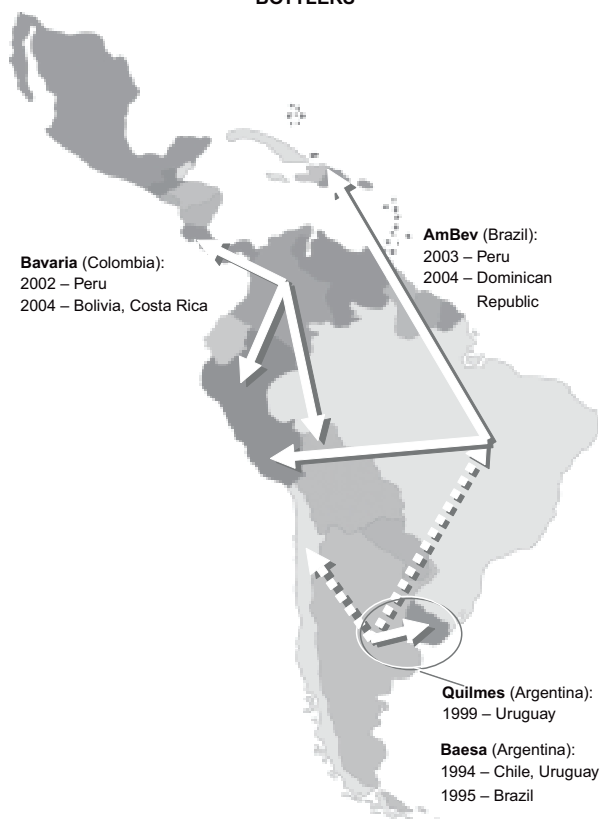 BOTTLERS
AmBev (Brazil):
2003 – Peru
2004 – Dominican
Republic
Bavaria (Colombia):
2002 – Peru
2004 – Bolivia, Costa Rica
Quilmes (Argentina):
1999 – Uruguay
Baesa (Argentina):
1994 – Chile, Uruguay
1995 – Brazil